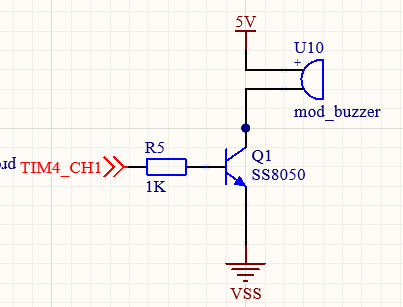 5V
U10
+
mod_buzzer
R5
TIM4_CH1
1K
Q1
SS8050
VSS